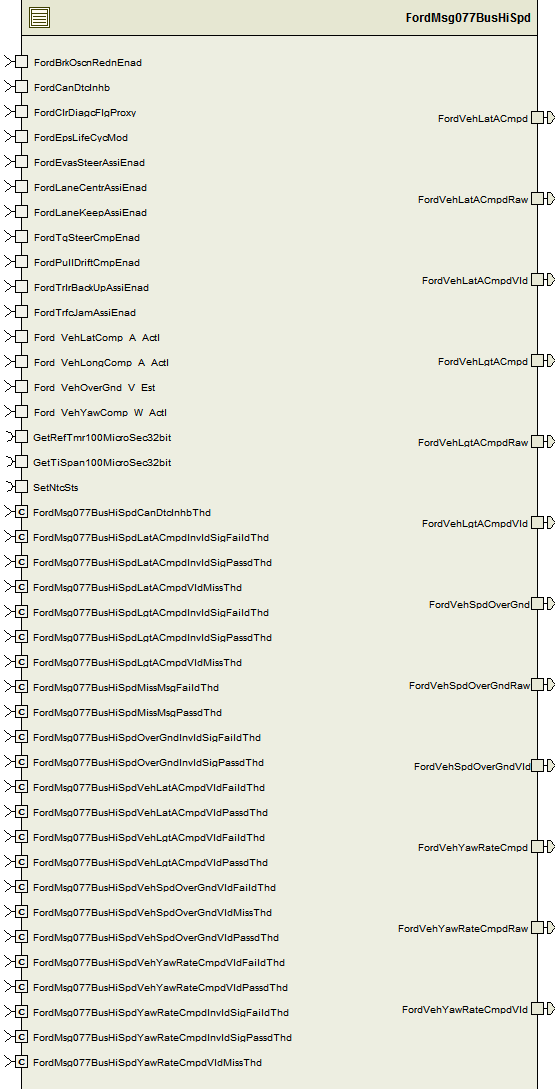 FordMsg077BusHiSpd
FordBrkOscnRednEnad
FordCanDtcInhb
FordClrDiagcFlgProxy
FordEpsLifeCycMod
FordEvasSteerAssiEnad
FordLaneCentrAssiEnad
FordLaneKeepAssiEnad
FordTqSteerCmpEnad
FordPullDriftCmpEnad
FordTrlrBackUpAssiEnad
FordTrfcJamAssiEnad
Ford_VehLatComp_A_Actl
Ford_VehLongComp_A_Actl
Ford_VehOverGnd_V_Est
Ford_VehYawComp_W_Actl
GetRefTmr100MicroSec32bit
GetTiSpan100MicroSec32bit
SetNtcSts
C FordMsg077BusHiSpdCanDtcInhbThd
C FordMsg077BusHiSpdLatACmpdInvldSigFaildThd
C FordMsg077BusHiSpdLatACmpdInvldSigPassdThd
C FordMsg077BusHiSpdLatACmpdVldMissThd
C FordMsg077BusHiSpdLgtACmpdInvldSigFaildThd
C FordMsg077BusHiSpdLgtACmpdInvldSigPassdThd
C FordMsg077BusHiSpdLgtACmpdVldMissThd
C FordMsg077BusHiSpdMissMsgFaildThd
C FordMsg077BusHiSpdMissMsgPassdThd
C FordMsg077BusHiSpdOverGndInvldSigFaildThd
C FordMsg077BusHiSpdOverGndInvldSigPassdThd
C FordMsg077BusHiSpdVehLatACmpdVldFaildThd
C FordMsg077BusHiSpdVehLatACmpdVldPassdThd
C FordMsg077BusHiSpdVehLgtACmpdVldFaildThd
C FordMsg077BusHiSpdVehLgtACmpdVldPassdThd
C FordMsg077BusHiSpdVehSpdOverGndVldFaildThd
C FordMsg077BusHiSpdVehSpdOverGndVldMissThd
C FordMsg077BusHiSpdVehSpdOverGndVldPassdThd
C FordMsg077BusHiSpdVehYawRateCmpdVldFaildThd
C FordMsg077BusHiSpdVehYawRateCmpdVldPassdThd
C FordMsg077BusHiSpdYawRateCmpdInvldSigFaildThd
C FordMsg077BusHiSpdYawRateCmpdInvldSigPassdThd
C FordMsg077BusHiSpdYawRateCmpdVldMissThd
FordVehLatACmpd
FordVehLatACmpdRaw
FordVehLatACmpdVld
FordVehLgtACmpd
FordVehLgtACmpdRaw
FordVehLgtACmpdVld
FordVehSpdOverGnd
FordVehSpdOverGndRaw
FordVehSpdOverGndVld
FordVehYawRateCmpd
FordVehYawRateCmpdRaw
FordVehYawRateCmpdVld